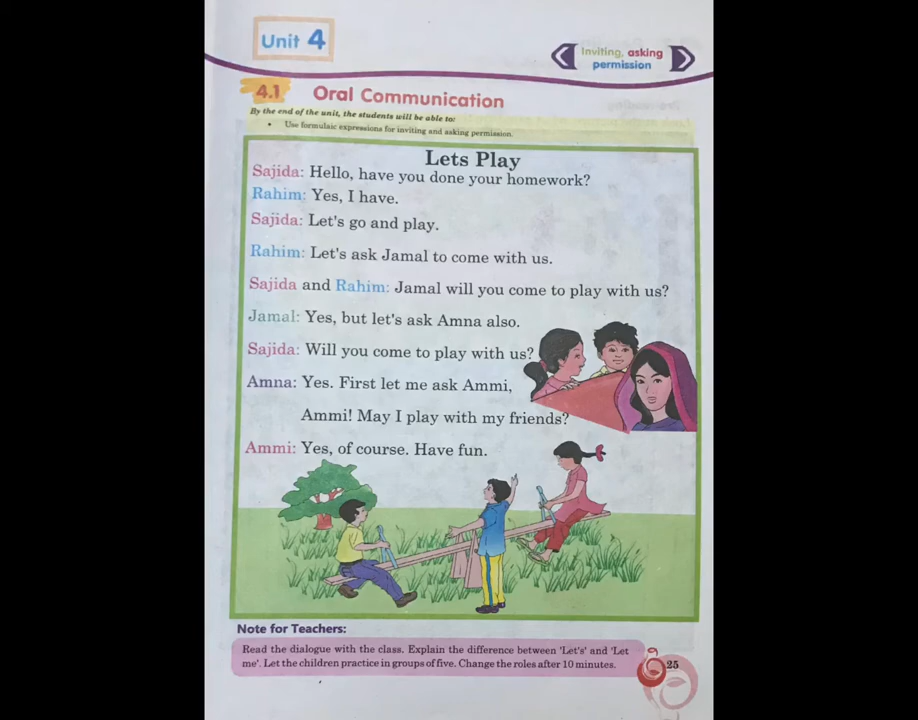 Unit 4
Inviting, asking
permission
4.1 Oral Communication
By the end of the unit, the students will be able to:
• Use formulaic expressions for inviting and asking permission.
Lets Play
Sajida: Hello, have you done your homework?
Rahim: Yes, I have.
Sajida: Let's go and play.
Rahim: Let's ask Jamal to come with us.
Sajida and Rahim: Jamal will you come to play with us?
Jamal: Yes, but let's ask Amna also.
Sajida: Will you come to play with us?
Amna: Yes. First let me ask Ammi,
Ammi! May I play with my friends?
Ammi: Yes, of course. Have fun.
Note for Teachers:
Read the dialogue with the class. Explain the difference between 'Let's' and 'Let
me'. Let the children practice in groups of five. Change the roles after 10 minutes.
25